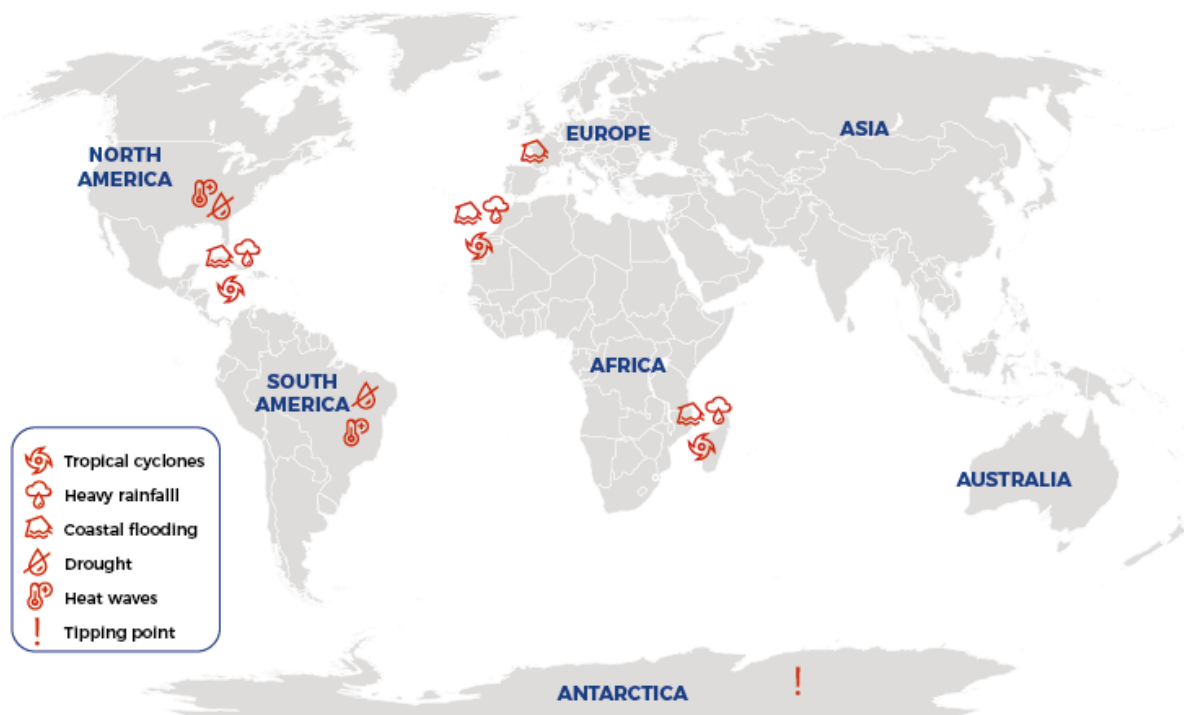 NORTH
AMERICA
EUROPE
ASIA
AFRICA
SOUTH
AMERICA
AUSTRALIA
ANTARCTICA
Tropical cyclones
Heavy rainfalll
Coastal flooding
Drought
Heat waves
Tipping point